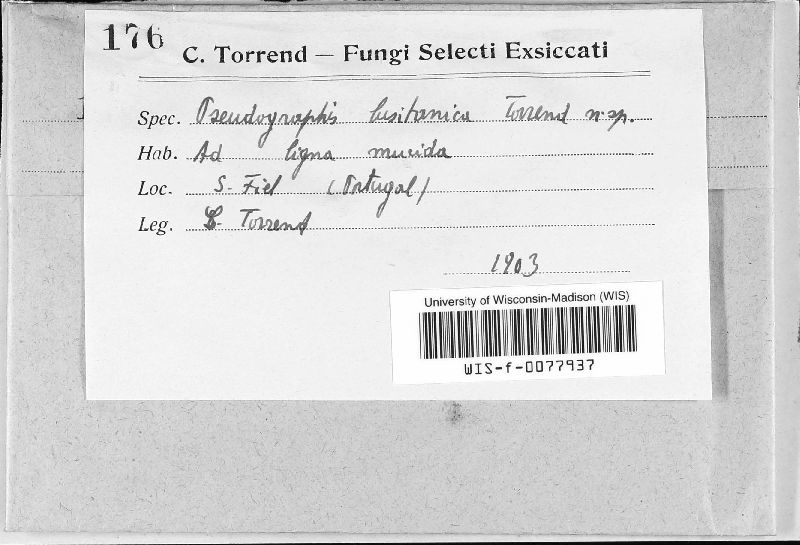 176
C. Torrend — Fungi Selecti Exsiccati
Spec. Pseudographis lusitanica Torrend n. sp.
Hab. Ad ligna mucida
Loc. S. Fiel (Portugal)
Leg. C. Torrend
1903
University of Wisconsin-Madison (WIS)
WIS-f-0077937